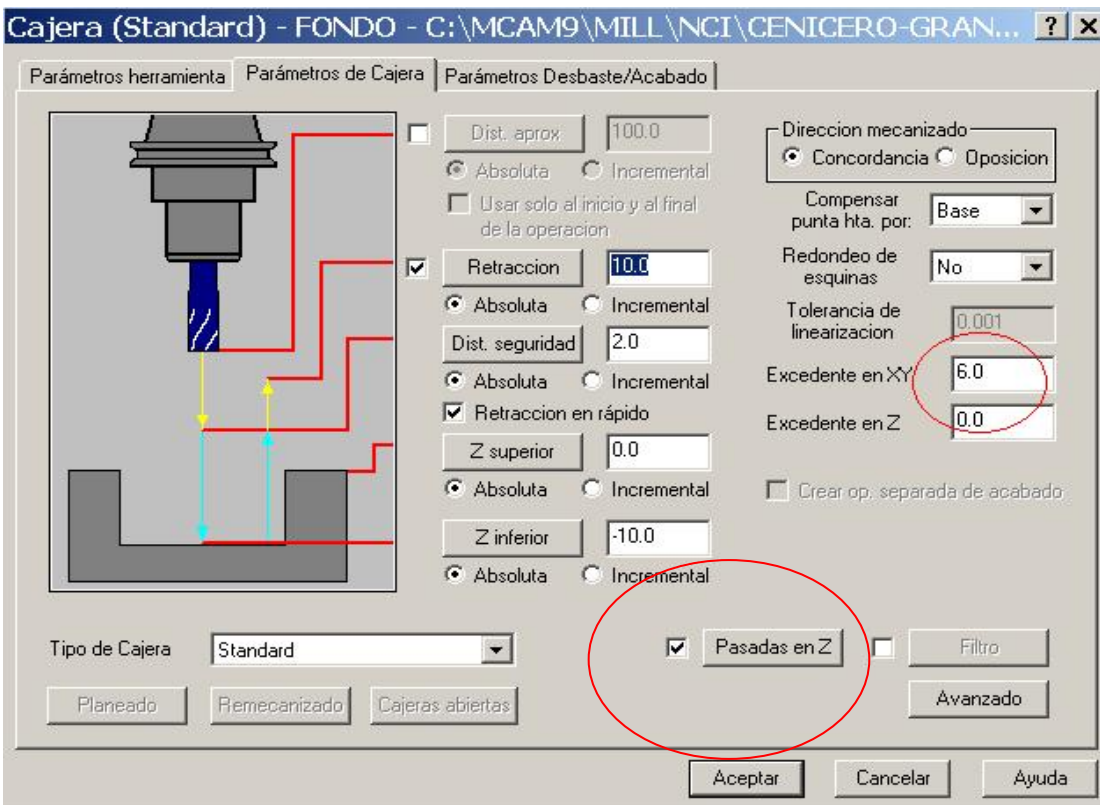 Cajera (Standard) - FONDO - C:\MCAM9\MILL\NCI\CENICERO-GRAN...
Parámetros herramienta
Parámetros de Cajera
Parámetros Desbaste/Acabado
Dist. aprox
100.0
Absoluta
Incremental
Usar solo al inicio y al final
de la operacion
Retraccion
10.0
Absoluta
Incremental
Dist. seguridad
2.0
Absoluta
Incremental
Retraccion en rápido
Z superior
0.0
Absoluta
Incremental
Z inferior
-10.0
Absoluta
Incremental
Direccion mecanizado
Concordancia
Oposicion
Compensar
punta hta. por:
Base
Redondeo de
esquinas
No
Tolerancia de
linearizacion
0.001
Excedente en XY
6.0
Excedente en Z
0.0
Crear op. separada de acabado
Tipo de Cajera
Standard
Pasadas en Z
Filtro
Planeado
Remecanizado
Cajeras abiertas
Avanzado
Aceptar
Cancelar
Ayuda